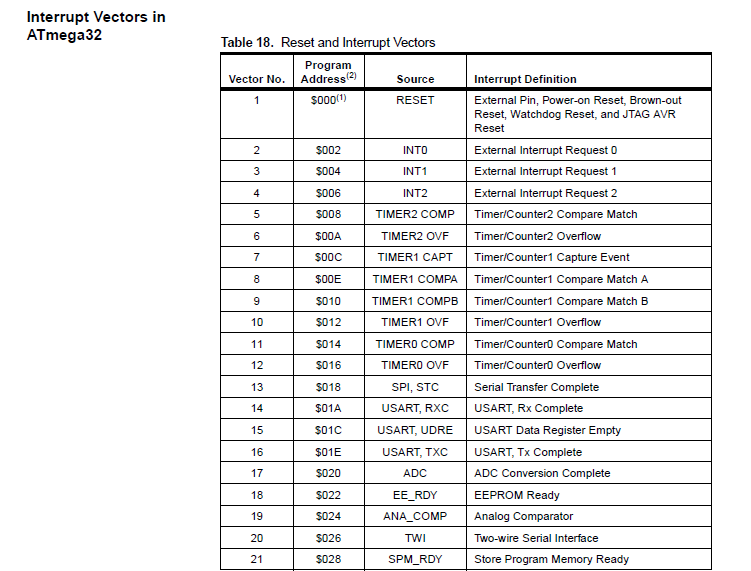 Interrupt Vectors in
ATmega32
Table 18. Reset and Interrupt Vectors
Vector No. Program Address(2) Source Interrupt Definition
1 $000(1) RESET External Pin, Power-on Reset, Brown-out
Reset, Watchdog Reset, and JTAG AVR
Reset
2 $002 INT0 External Interrupt Request 0
3 $004 INT1 External Interrupt Request 1
4 $006 INT2 External Interrupt Request 2
5 $008 TIMER2 COMP Timer/Counter2 Compare Match
6 $00A TIMER2 OVF Timer/Counter2 Overflow
7 $00C TIMER1 CAPT Timer/Counter1 Capture Event
8 $00E TIMER1 COMPA Timer/Counter1 Compare Match A
9 $010 TIMER1 COMPB Timer/Counter1 Compare Match B
10 $012 TIMER1 OVF Timer/Counter1 Overflow
11 $014 TIMER0 COMP Timer/Counter0 Compare Match
12 $016 TIMER0 OVF Timer/Counter0 Overflow
13 $018 SPI, STC Serial Transfer Complete
14 $01A USART, RXC USART, Rx Complete
15 $01C USART, UDRE USART Data Register Empty
16 $01E USART, TXC USART, Tx Complete
17 $020 ADC ADC Conversion Complete
18 $022 EE_RDY EEPROM Ready
19 $024 ANA_COMP Analog Comparator
20 $026 TWI Two-wire Serial Interface
21 $028 SPM_RDY Store Program Memory Ready